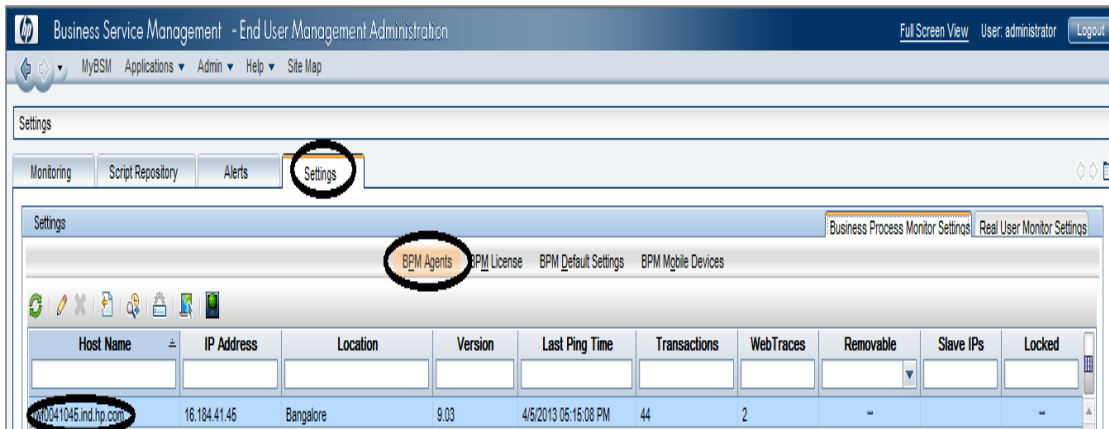 hp Business Service Management - End User Management Administration Full Screen View User: administrator Logout
MyBSM Applications Admin Help Site Map
Settings
Monitoring Script Repository Alerts Settings
Settings Business Process Monitor Settings Real User Monitor Settings
BPM Agents BPM License BPM Default Settings BPM Mobile Devices
Host Name IP Address Location Version Last Ping Time Transactions WebTraces Removable Slave IPs Locked
16.184.41.45 Bangalore 9.03 4/5/2013 05:15:08 PM 44 2 - -